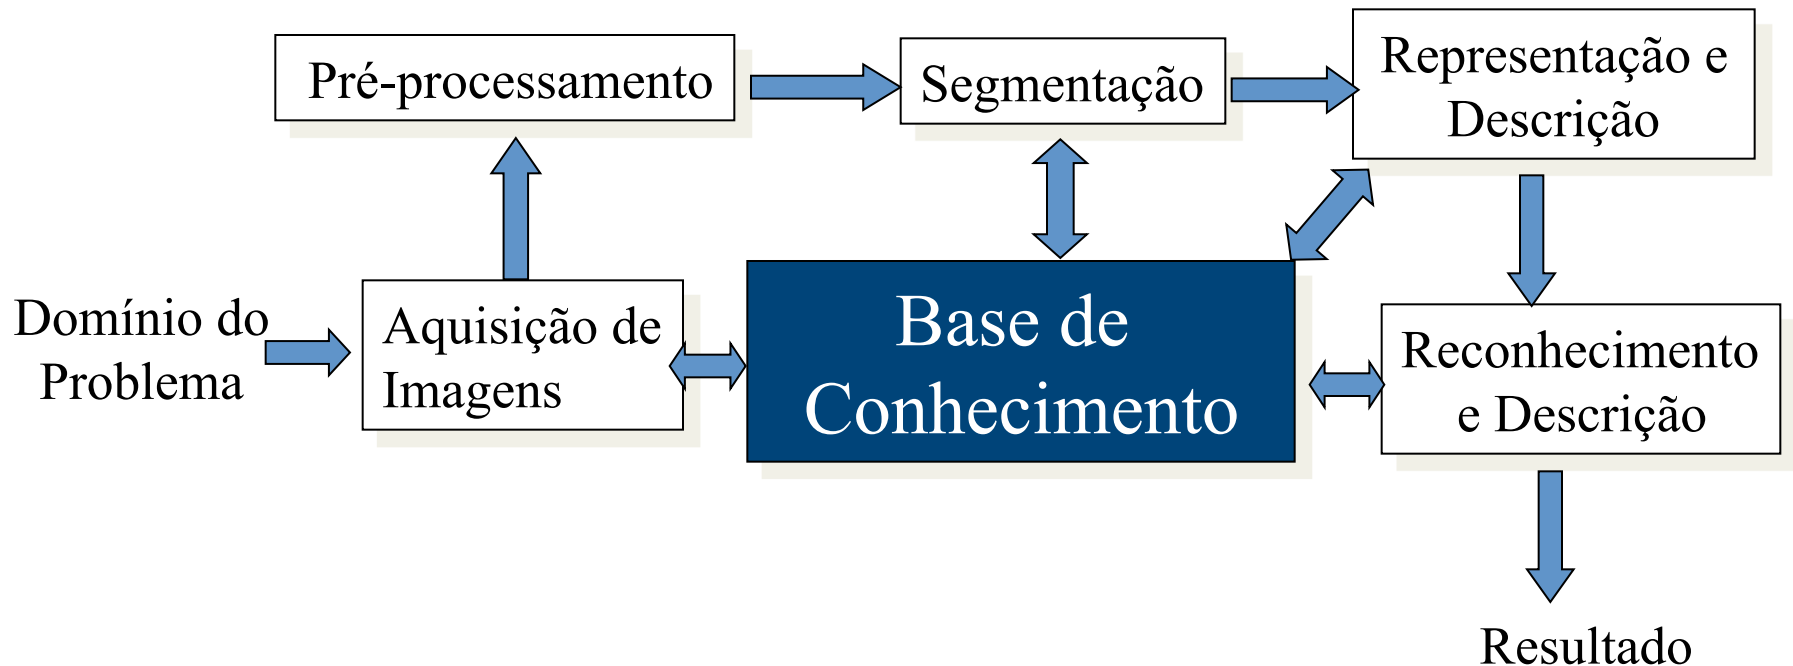 Pré-processamento
Segmentação
Representação e
Descrição
Domínio do
Problema
Aquisição de
Imagens
Base de
Conhecimento
Reconhecimento
e Descrição
Resultado